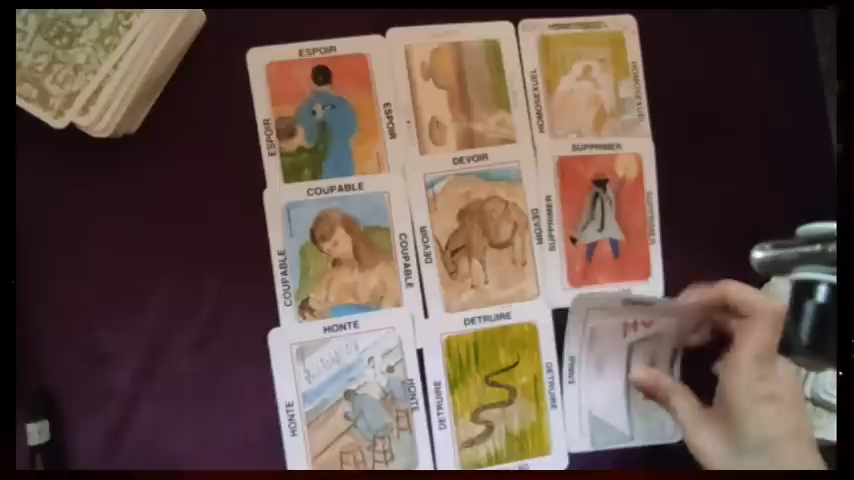 ESPOIR
ESPOIR
ESPOIR
HOMOSEXUEL
HOMOSEXUEL
HOMOSEXUEL
COUPABLE
COUPABLE
COUPABLE
DEVOIR
DEVOIR
DEVOIR
SUPPRIMER
SUPPRIMER
SUPPRIMER
HONTE
HONTE
HONTE
DETRUIRE
DETRUIRE
DETRUIRE